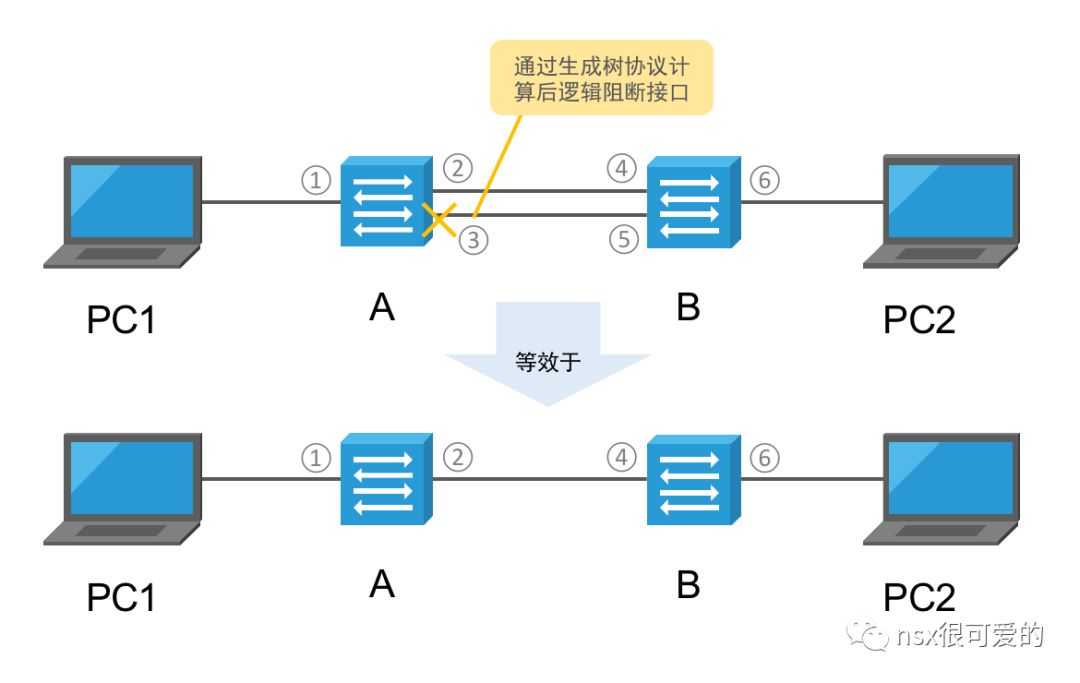 通过生成树协议计
算后逻辑阻断接口
① ② ④ ⑥
③ ⑤
PC1 A B PC2
等效于
① ② ④ ⑥
PC1 A B PC2
nsx很可爱的